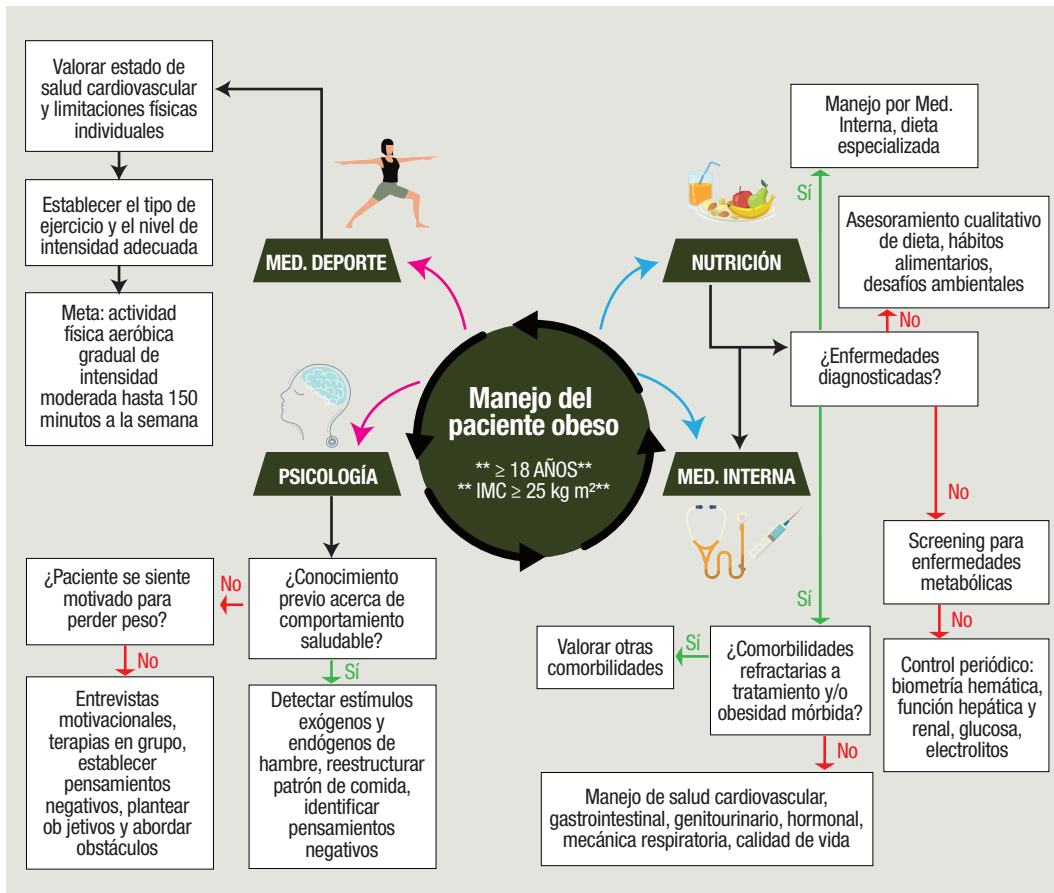 Valorar estado de
salud cardiovascular
y limitaciones físicas
individuales
Establecer el tipo de
ejercicio y el nivel de
intensidad adecuada
Meta: actividad
física aeróbica
gradual de
intensidad
moderada hasta 150
minutos a la semana
MED. DEPORTE
NUTRICIÓN
Manejo por Med.
Interna, dieta
especializada
Sí
Asesoramiento cualitativo
de dieta, hábitos
alimentarios,
desafíos ambientales
No
¿Enfermedades
diagnosticadas?
Manejo del
paciente obeso
** ≥ 18 AÑOS**
** IMC ≥ 25 kg m²**
PSICOLOGÍA
MED. INTERNA
¿Paciente se siente
motivado para
perder peso?
No
¿Conocimiento
previo acerca de
comportamiento
saludable?
No
Sí
Entrevistas
motivacionales,
terapias en grupo,
establecer
pensamientos
negativos, plantear
ob jetivos y abordar
obstáculos
Detectar estímulos
exógenos y
endógenos de
hambre, reestructurar
patrón de comida,
identificar
pensamientos
negativos
No
Screening para
enfermedades
metabólicas
No
Control periódico:
biometría hemática,
función hepática y
renal, glucosa,
electrolitos
Sí
Valorar otras
comorbilidades
Sí
¿Comorbilidades
refractarias a
tratamiento y/o
obesidad mórbida?
No
Manejo de salud cardiovascular,
gastrointestinal, genitourinario, hormonal,
mecánica respiratoria, calidad de vida